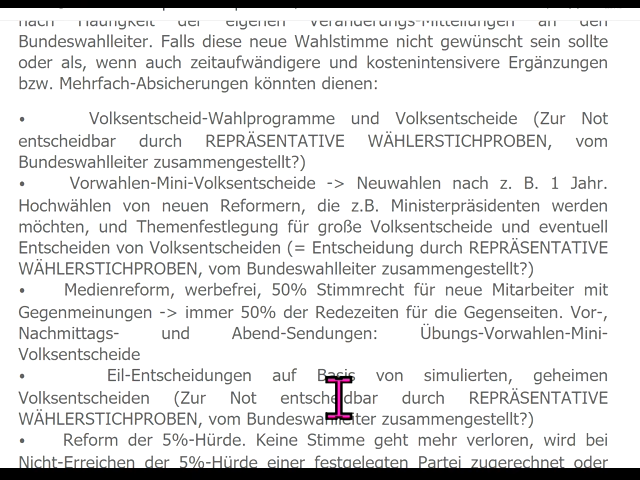 nach Häufigkeit der eigenen Veränderungs-Mitteilungen an den
Bundeswahlleiter. Falls diese neue Wahlstimme nicht gewünscht sein sollte
oder als, wenn auch zeitaufwändigere und kostenintensivere Ergänzungen
bzw. Mehrfach-Absicherungen könnten dienen:
• Volksentscheid-Wahlprogramme und Volksentscheide (Zur Not
entscheidbar durch REPRÄSENTATIVE WÄHLERSTICHPROBEN, vom
Bundeswahlleiter zusammengestellt?)
• Vorwahlen-Mini-Volksentscheide -> Neuwahlen nach z. B. 1 Jahr.
Hochwählen von neuen Reformern, die z.B. Ministerpräsidenten werden
möchten, und Themenfestlegung für große Volksentscheide und eventuell
Entscheiden von Volksentscheiden (= Entscheidung durch REPRÄSENTATIVE
WÄHLERSTICHPROBEN, vom Bundeswahlleiter zusammengestellt?)
• Medienreform, werbefrei, 50% Stimmrecht für neue Mitarbeiter mit
Gegenmeinungen -> immer 50% der Redezeiten für die Gegenseiten. Vor-,
Nachmittags- und Abend-Sendungen: Übungs-Vorwahlen-Mini-
Volksentscheide
• Eil-Entscheidungen auf Basis von simulierten, geheimen
Volksentscheiden (Zur Not entscheidbar durch REPRÄSENTATIVE
WÄHLERSTICHPROBEN, vom Bundeswahlleiter zusammengestellt?)
• Reform der 5%-Hürde. Keine Stimme geht mehr verloren, wird bei
Nicht-Erreichen der 5%-Hürde einer festgelegten Partei zugerechnet oder